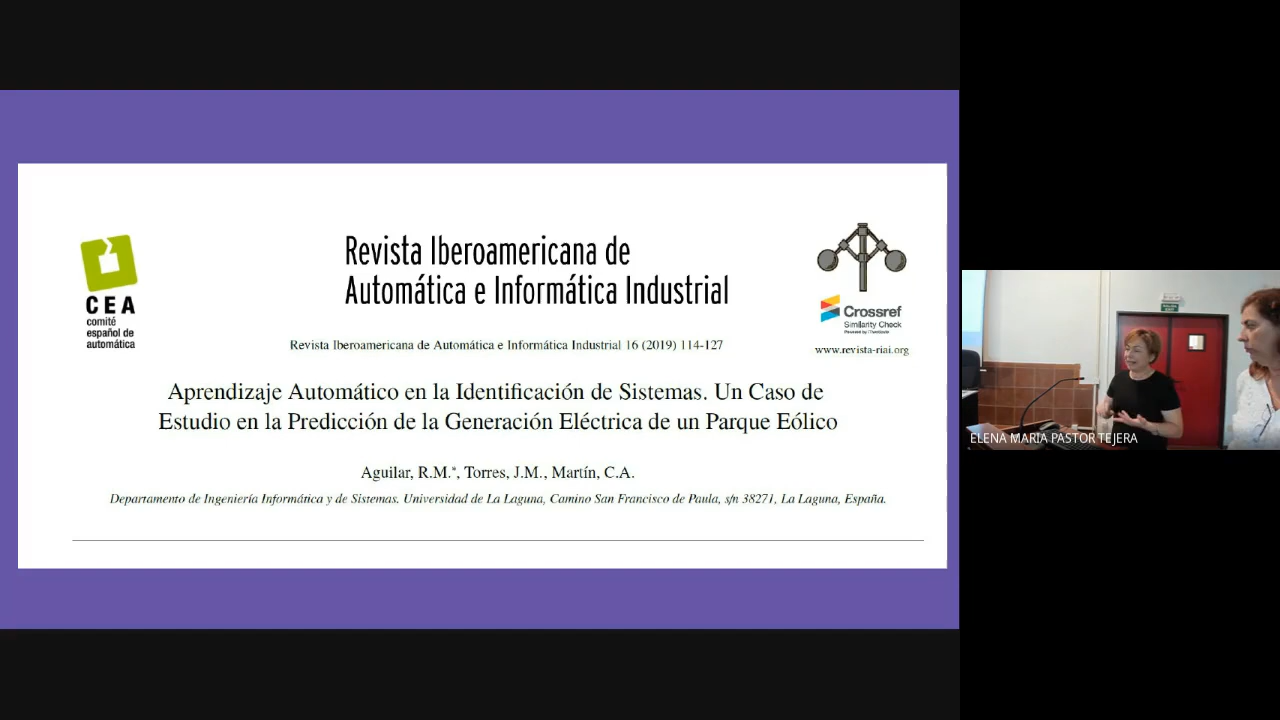 CEA
comité
español de
automática
Revista Iberoamericana de
Automática e Informática Industrial
Revista Iberoamericana de Automática e Informática Industrial 16 (2019) 114-127
Crossref
Similarity Check
www.revista-riai.org
Aprendizaje Automático en la Identificación de Sistemas. Un Caso de
Estudio en la Predicción de la Generación Eléctrica de un Parque Eólico
Aguilar, R.M.*, Torres, J.M., Martín, C.A.
Departamento de Ingeniería Informática y de Sistemas. Universidad de La Laguna, Camino San Francisco de Paula, s/n 38271, La Laguna, España.
ELENA MARIA PASTOR TEJERA